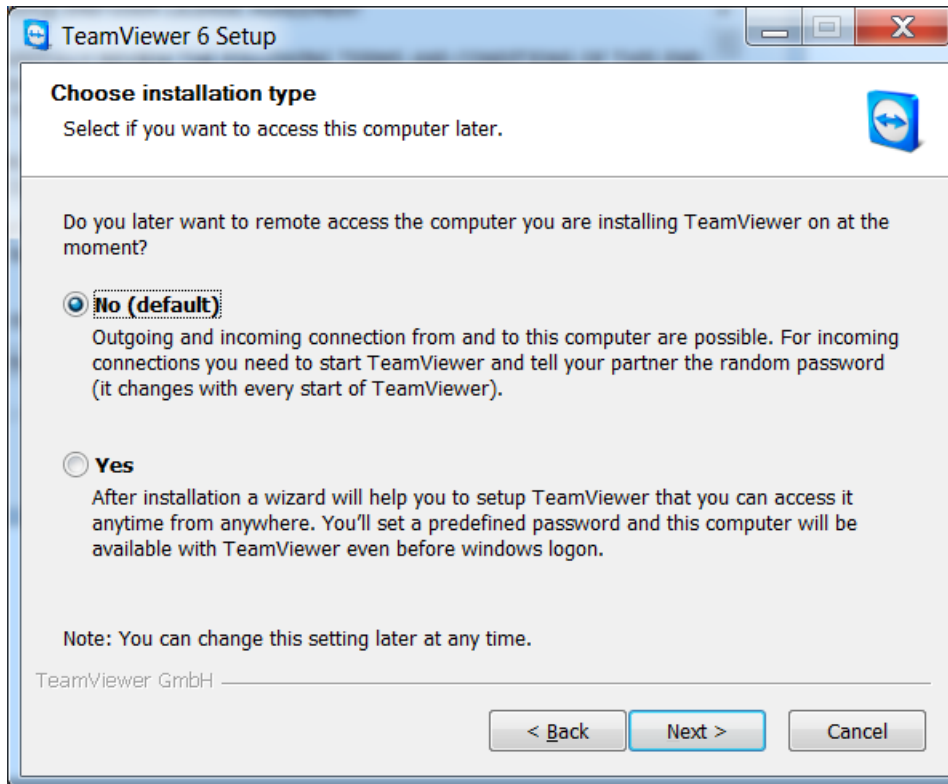 TeamViewer 6 Setup
Choose installation type
Select if you want to access this computer later.
Do you later want to remote access the computer you are installing TeamViewer on at the
moment?
No (default)
Outgoing and incoming connection from and to this computer are possible. For incoming
connections you need to start TeamViewer and tell your partner the random password
(it changes with every start of TeamViewer).
Yes
After installation a wizard will help you to setup TeamViewer that you can access it
anytime from anywhere. You'll set a predefined password and this computer will be
available with TeamViewer even before windows logon.
Note: You can change this setting later at any time.
TeamViewer GmbH
< Back
Next >
Cancel